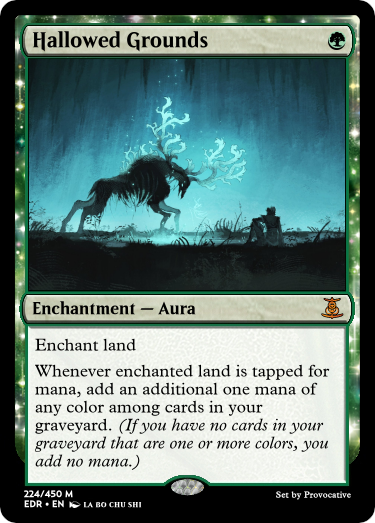 Hallowed Grounds
Enchantment — Aura
Enchant land
Whenever enchanted land is tapped for
mana, add an additional one mana of
any color among cards in your
graveyard. (If you have no cards in your
graveyard that are one or more colors, you
add no mana.)
224/450 M
EDR • EN LA BO CHU SHI
Set by Provocative